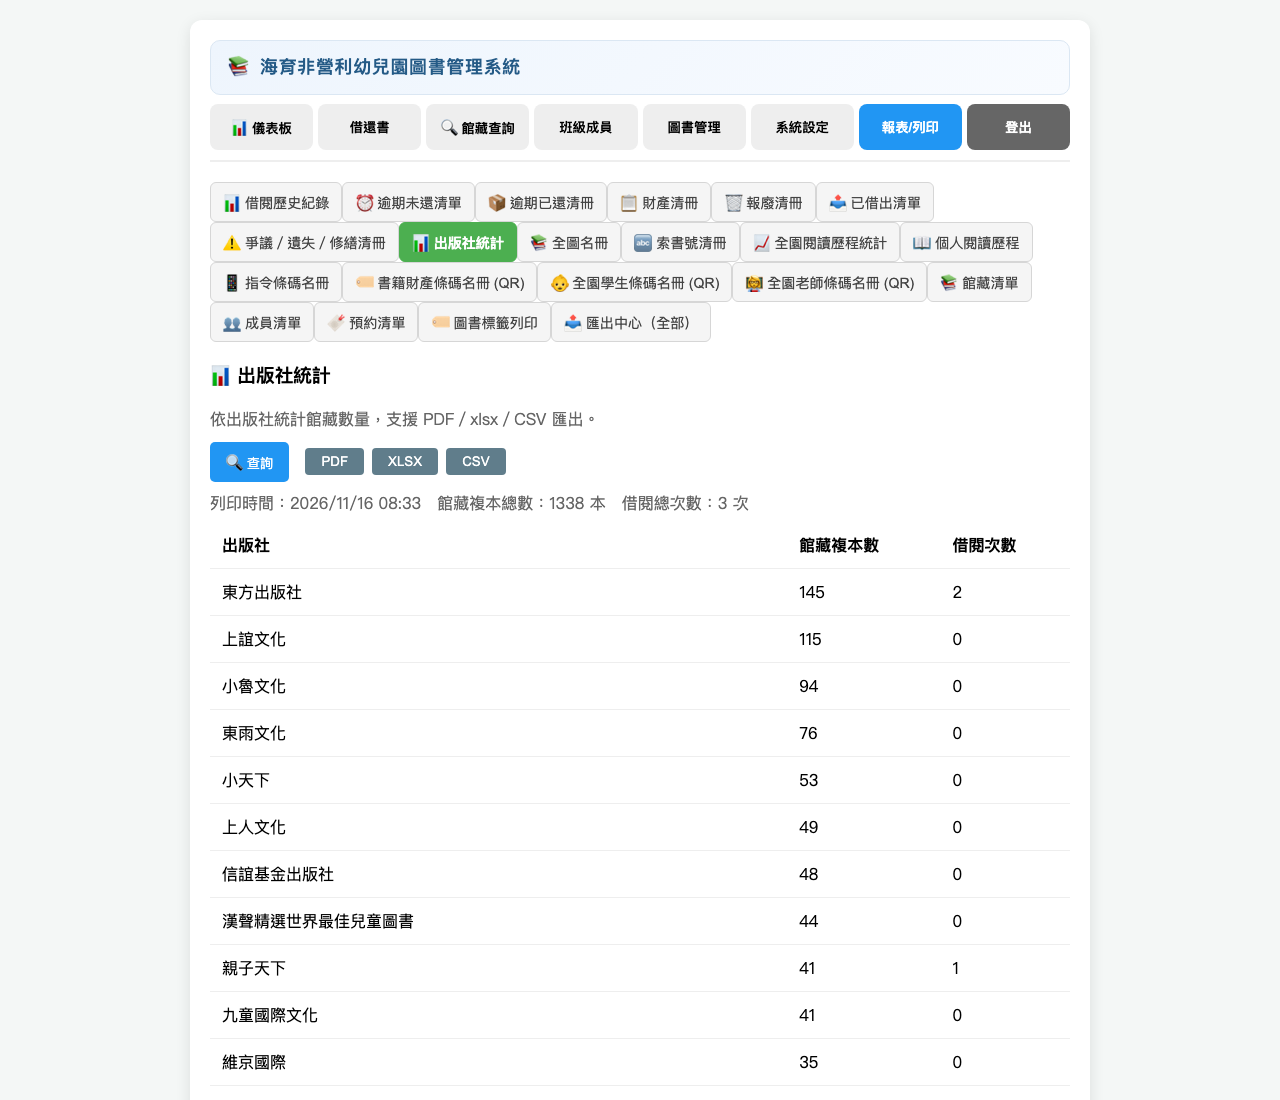 海育非營利幼兒園圖書管理系統
儀表板 借還書 館藏查詢 班級成員 圖書管理 系統設定 報表/列印 登出
借閱歷史紀錄 逾期未還清單 逾期已還清冊 財產清冊 報廢清冊 已借出清單
爭議 / 遺失 / 修繕清冊 出版社統計 全圖名冊 索書號清冊 全園閱讀歷程統計 個人閱讀歷程
指令條碼名冊 書籍財產條碼名冊 (QR) 全園學生條碼名冊 (QR) 全園老師條碼名冊 (QR) 館藏清單
成員清單 預約清單 圖書標籤列印 匯出中心（全部）
出版社統計
依出版社統計館藏數量，支援 PDF / xlsx / CSV 匯出。
查詢 PDF XLSX CSV
列印時間：2026/11/16 08:33 館藏複本總數：1338 本 借閱總次數：3 次
出版社 館藏複本數 借閱次數
東方出版社 145 2
上誼文化 115 0
小魯文化 94 0
東雨文化 76 0
小天下 53 0
上人文化 49 0
信誼基金出版社 48 0
漢聲精選世界最佳兒童圖書 44 0
親子天下 41 1
九童國際文化 41 0
維京國際 35 0